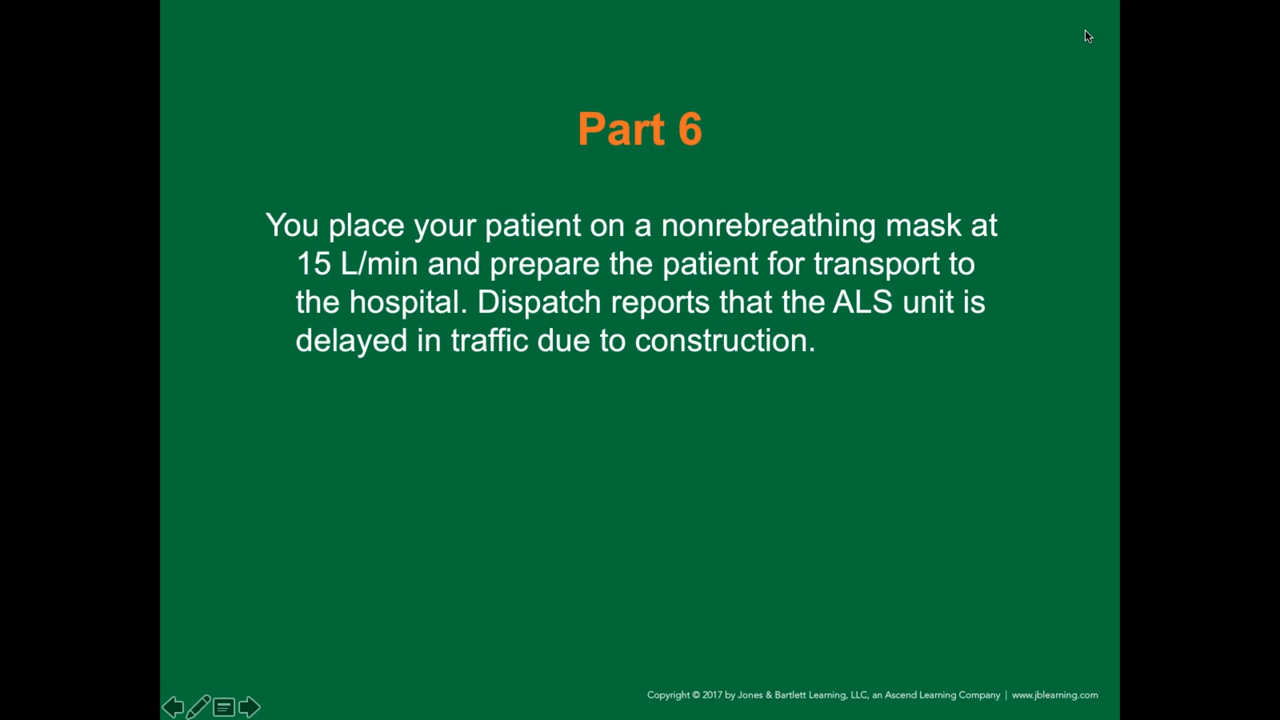 Part 6
You place your patient on a nonrebreathing mask at
15 L/min and prepare the patient for transport to
the hospital. Dispatch reports that the ALS unit is
delayed in traffic due to construction.
Copyright © 2017 by Jones & Bartlett Learning, LLC, an Ascend Learning Company | www.jblearning.com